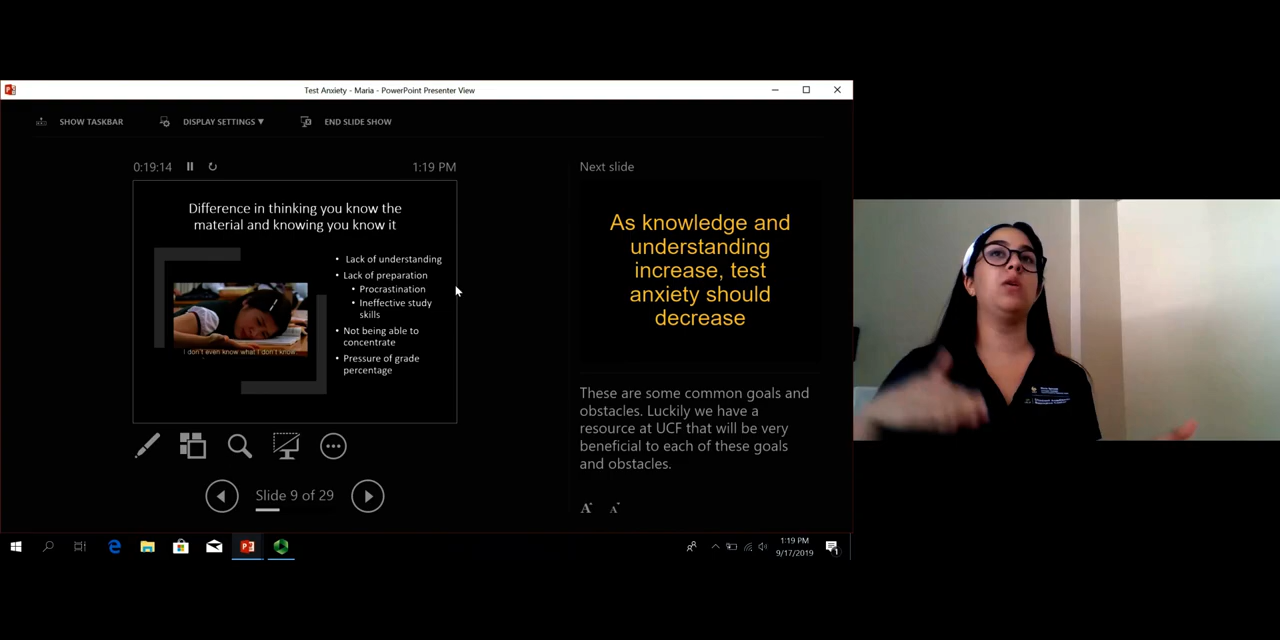 Test Anxiety - Maria - PowerPoint Presenter View
SHOW TASKBAR
DISPLAY SETTINGS ▼
END SLIDE SHOW
0:19:14
1:19 PM
Difference in thinking you know the
material and knowing you know it
• Lack of understanding
• Lack of preparation
• Procrastination
• Ineffective study
skills
• Not being able to
concentrate
• Pressure of grade
percentage
I don't even know what I don't know
Slide 9 of 29
Next slide
As knowledge and
understanding
increase, test
anxiety should
decrease
These are some common goals and
obstacles. Luckily we have a
resource at UCF that will be very
beneficial to each of these goals
and obstacles.
A A
1:19 PM
9/17/2019